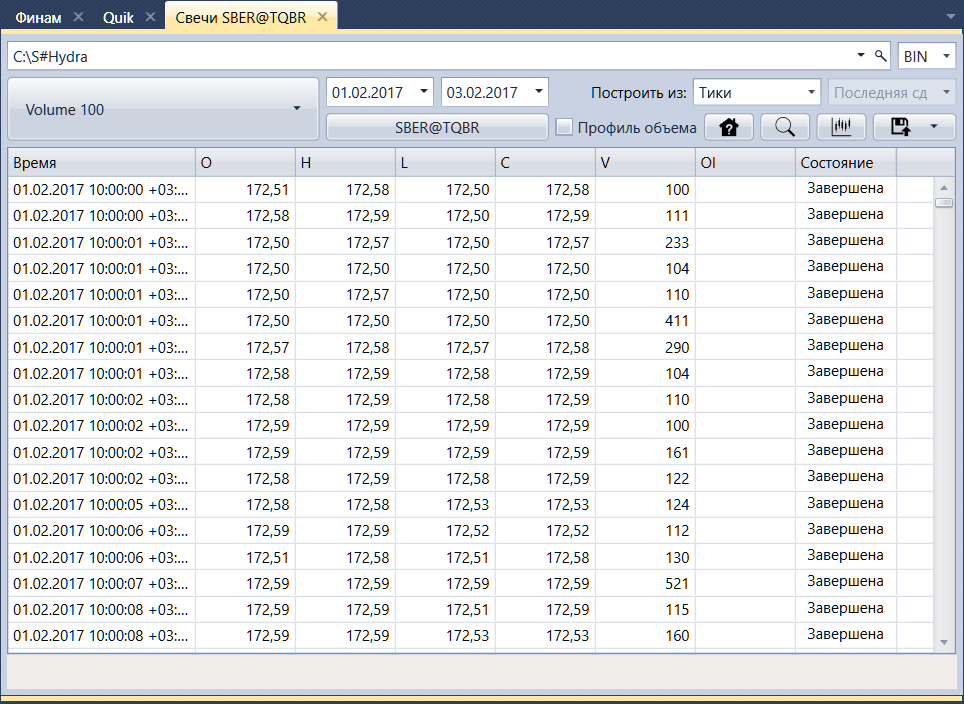 Финам Quik Свечи SBER@TQBR
C:\S#Hydra BIN
Volume 100 01.02.2017 03.02.2017 Построить из: Тики Последняя сд
SBER@TQBR Профиль объема
Время O H L C V OI Состояние
01.02.2017 10:00:00 +03:... 172,51 172,58 172,50 172,58 100 Завершена
01.02.2017 10:00:00 +03:... 172,58 172,59 172,50 172,59 111 Завершена
01.02.2017 10:00:01 +03:... 172,50 172,57 172,50 172,57 233 Завершена
01.02.2017 10:00:01 +03:... 172,50 172,50 172,50 172,50 104 Завершена
01.02.2017 10:00:01 +03:... 172,50 172,57 172,50 172,50 110 Завершена
01.02.2017 10:00:01 +03:... 172,50 172,50 172,50 172,50 411 Завершена
01.02.2017 10:00:01 +03:... 172,57 172,58 172,57 172,58 290 Завершена
01.02.2017 10:00:01 +03:... 172,58 172,59 172,58 172,59 104 Завершена
01.02.2017 10:00:02 +03:... 172,58 172,59 172,58 172,59 110 Завершена
01.02.2017 10:00:02 +03:... 172,59 172,59 172,59 172,59 100 Завершена
01.02.2017 10:00:02 +03:... 172,59 172,59 172,59 172,59 161 Завершена
01.02.2017 10:00:02 +03:... 172,58 172,59 172,58 172,59 122 Завершена
01.02.2017 10:00:05 +03:... 172,58 172,58 172,53 172,53 124 Завершена
01.02.2017 10:00:06 +03:... 172,59 172,59 172,52 172,52 112 Завершена
01.02.2017 10:00:06 +03:... 172,51 172,58 172,51 172,58 130 Завершена
01.02.2017 10:00:07 +03:... 172,59 172,59 172,59 172,59 521 Завершена
01.02.2017 10:00:08 +03:... 172,59 172,59 172,51 172,59 115 Завершена
01.02.2017 10:00:08 +03:... 172,59 172,59 172,53 172,53 160 Завершена